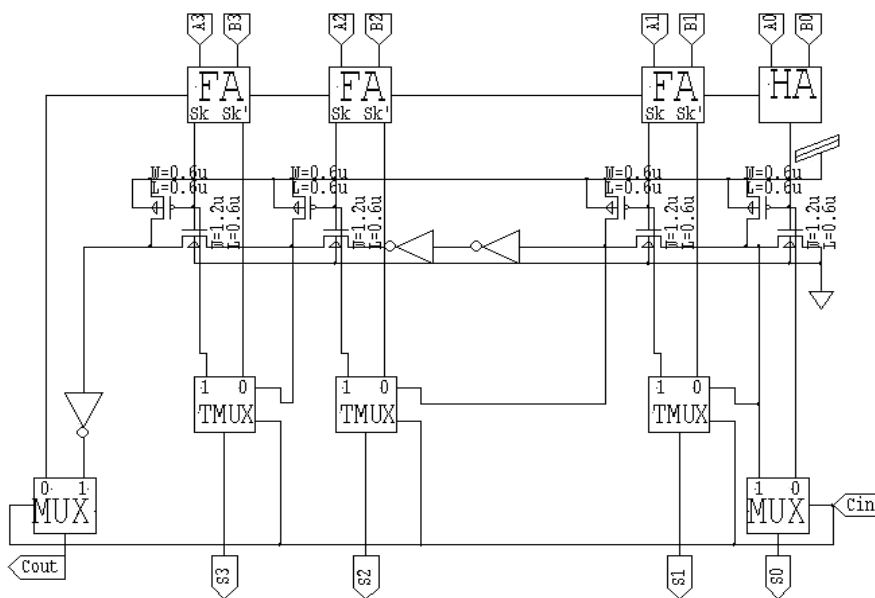 A3 B3 A2 B2 A1 B1 A0 B0
FA FA FA HA
Sk Sk' Sk Sk' Sk Sk'
W=0.6u W=0.6u W=0.6u W=0.6u
L=0.6u L=0.6u L=0.6u L=0.6u
W=1.2u W=1.2u W=1.2u W=1.2u
L=0.6u L=0.6u L=0.6u L=0.6u
1 0 1 0 1 0
TMUX TMUX TMUX
0 1 1 0
MUX MUX Cin
Cout S3 S2 S1 S0